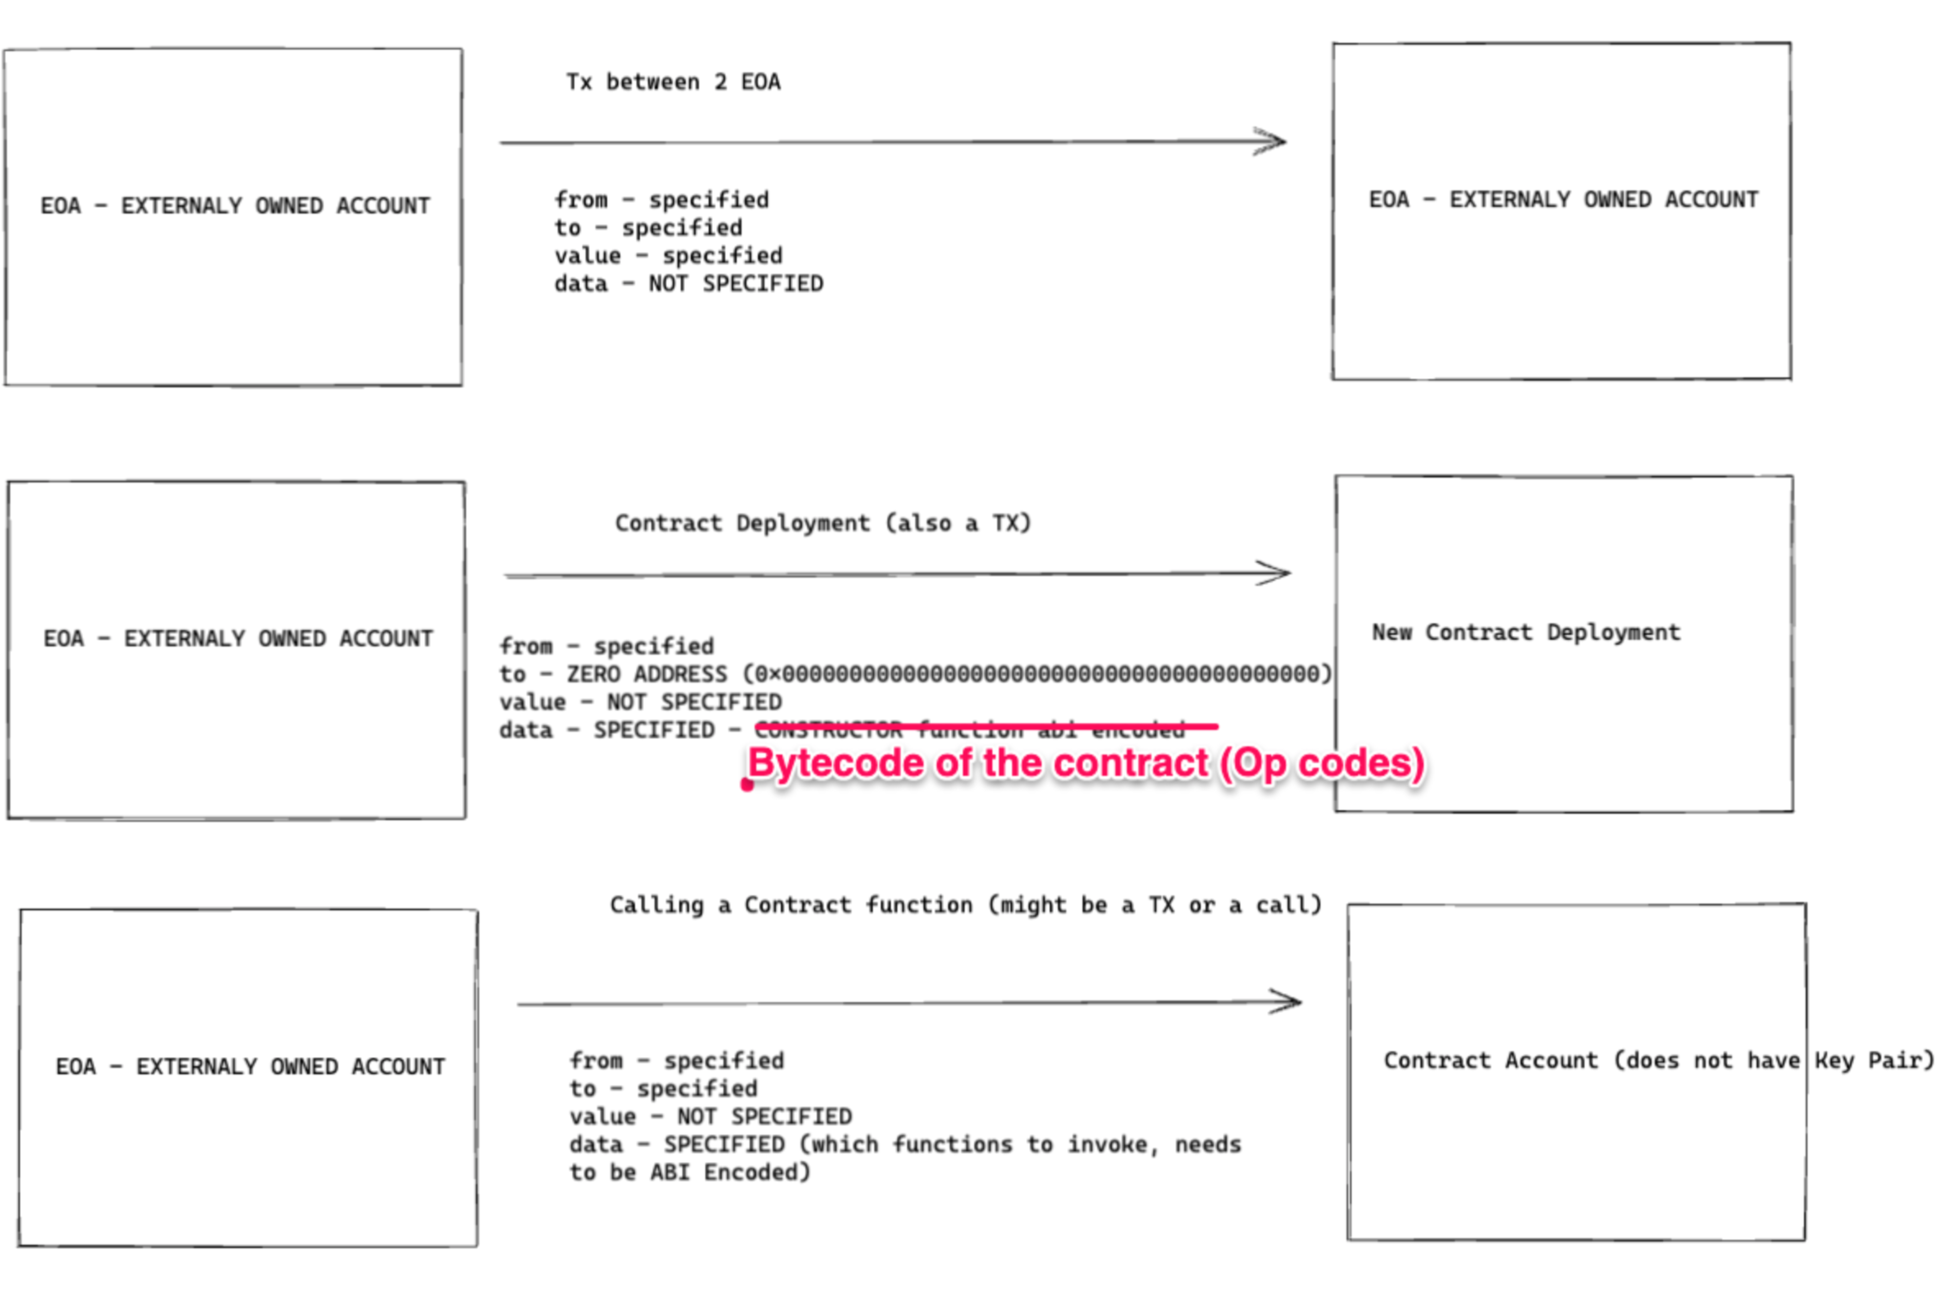 Tx between 2 EOA
EOA - EXTERNALY OWNED ACCOUNT
from - specified
to - specified
value - specified
data - NOT SPECIFIED
EOA - EXTERNALY OWNED ACCOUNT
Contract Deployment (also a TX)
EOA - EXTERNALY OWNED ACCOUNT
from - specified
to - ZERO ADDRESS (0x0000000000000000000000000000000000000000)
value - NOT SPECIFIED
data - SPECIFIED - CONSTRUCTOR function abi encoded
Bytecode of the contract (Op codes)
New Contract Deployment
Calling a Contract function (might be a TX or a call)
EOA - EXTERNALY OWNED ACCOUNT
from - specified
to - specified
value - NOT SPECIFIED
data - SPECIFIED (which functions to invoke, needs
to be ABI Encoded)
Contract Account (does not have Key Pair)